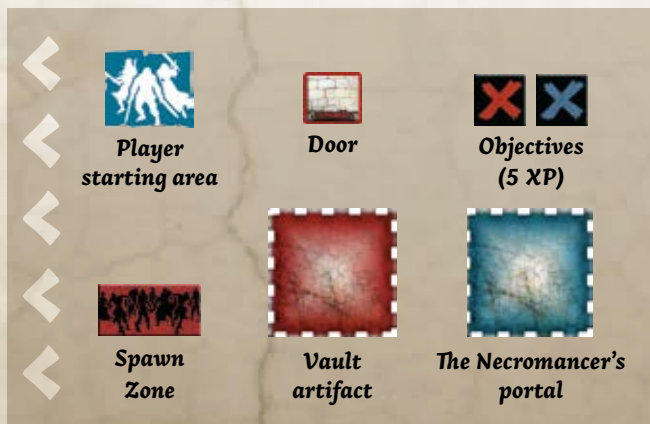 Player
starting area
Door
Objectives
(5 XP)
Spawn
Zone
Vault
artifact
The Necromancer's
portal